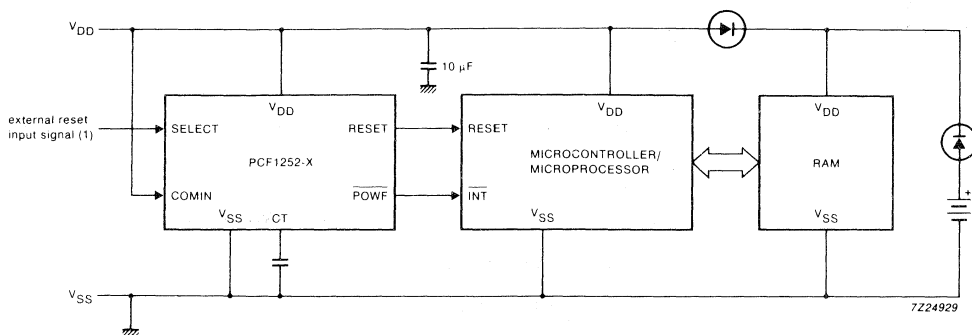 VDD
10 µF
VDD
VDD
VDD
external reset
input signal (1)
SELECT
RESET
RESET
PCF1252-X
MICROCONTROLLER/
MICROPROCESSOR
RAM
COMIN
POWF
INT
VSS
CT
VSS
VSS
+
VSS
7Z24929